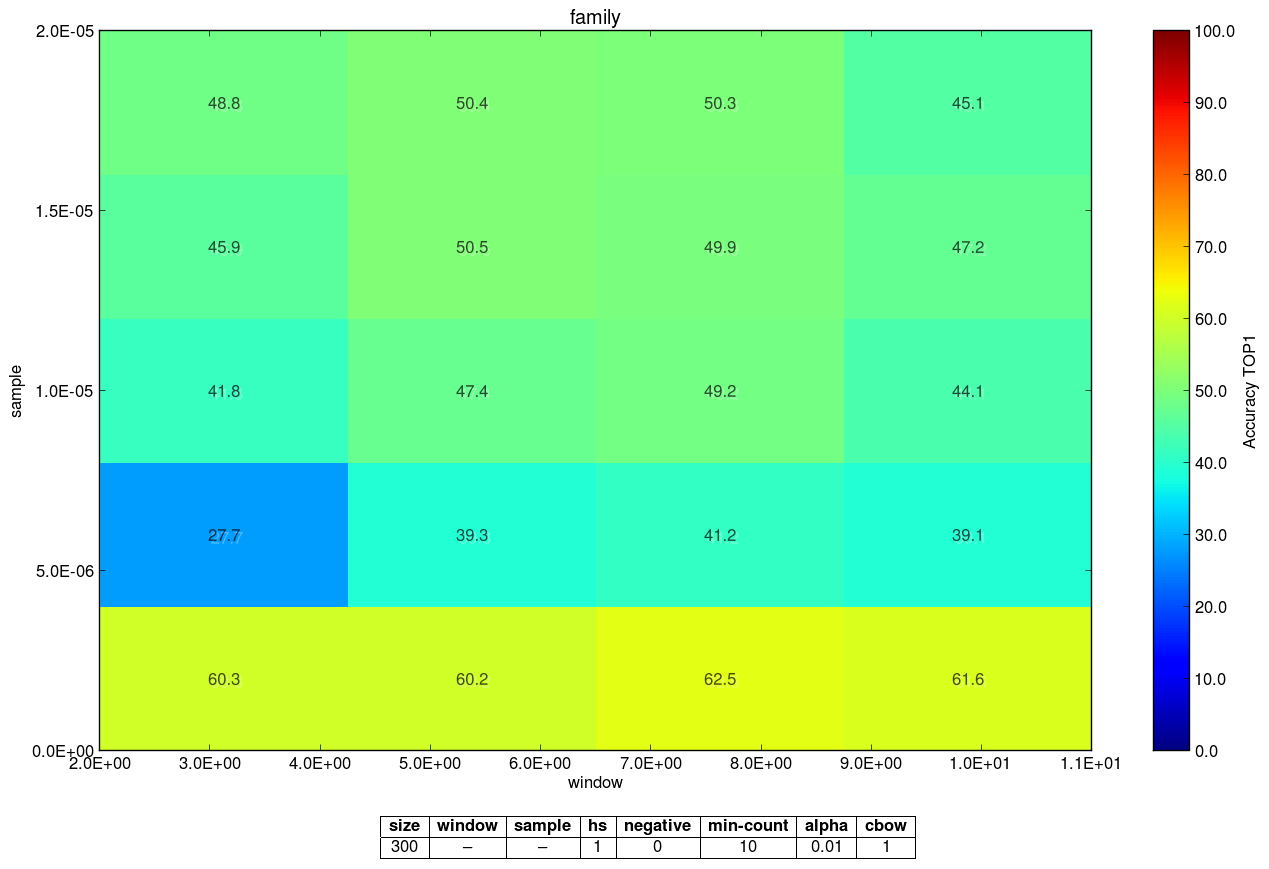 family
2.0E-05
100.0
48.8 50.4 50.3 45.1
90.0
80.0
1.5E-05
45.9 50.5 49.9 47.2
70.0
60.0
sample
1.0E-05
41.8 47.4 49.2 44.1
50.0
Accuracy TOP1
40.0
27.7 39.3 41.2 39.1
30.0
5.0E-06
20.0
60.3 60.2 62.5 61.6
10.0
0.0E+00
0.0
2.0E+00 3.0E+00 4.0E+00 5.0E+00 6.0E+00 7.0E+00 8.0E+00 9.0E+00 1.0E+01 1.1E+01
window
size window sample hs negative min-count alpha cbow
300 – – 1 0 10 0.01 1